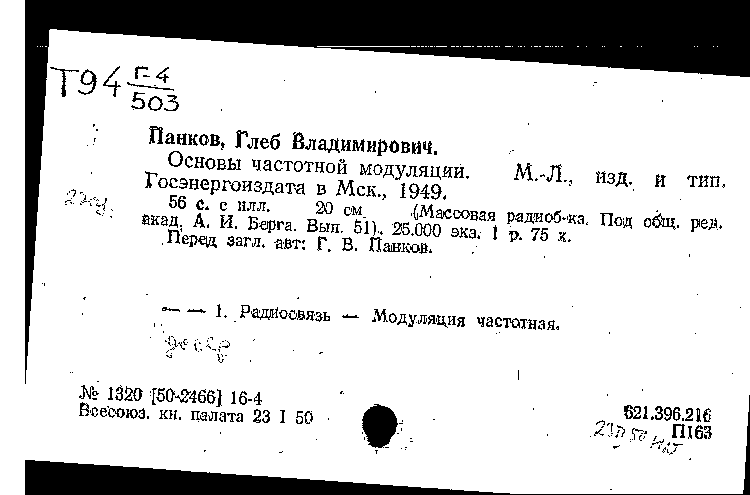 Т94 Г-4
503
Панков, Глеб Владимирович.
Основы частотной модуляции. М.-Л., изд. и тип.
Госэнергоиздата в Мск., 1949.
56 с. с илл. 20 см. (Массовая радиоб-ка. Под общ. ред.
акад. А. И. Берга. Вып. 51). 25.000 экз. 1 р. 75 к.
Перед загл. авт: Г. В. Панков.
— — 1. Радиосвязь — Модуляция частотная.
№ 1320 [50-2466] 16-4
Всесоюз. кн. палата 23 I 50
621.396.216
П163